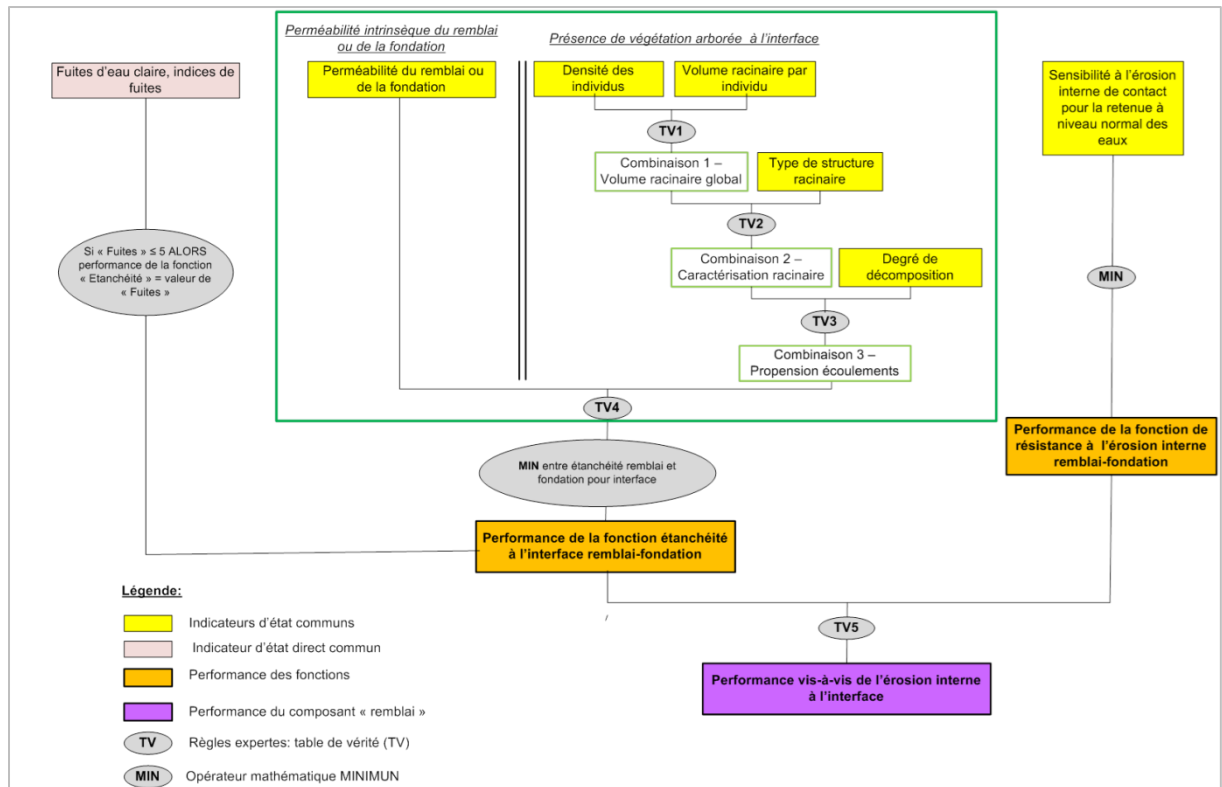 Perméabilité intrinsèque du remblai
ou de la fondation
Présence de végétation arborée à l'interface
Fuites d'eau claire, indices de
fuites
Perméabilité du remblai ou
de la fondation
Densité des
individus
Volume racinaire par
individu
Sensibilité à l'érosion
interne de contact
pour la retenue à
niveau normal des
eaux
TV1
Combinaison 1 –
Volume racinaire global
Type de structure
racinaire
TV2
Si « Fuites » ≤ 5 ALORS
performance de la fonction
« Etanchéité » = valeur de
« Fuites »
Combinaison 2 –
Caractérisation racinaire
Degré de
décomposition
MIN
TV3
Combinaison 3 –
Propension écoulements
TV4
Performance de la fonction de
résistance à l'érosion interne
remblai-fondation
MIN entre étanchéité remblai et
fondation pour interface
Performance de la fonction étanchéité
à l'interface remblai-fondation
Légende:
Indicateurs d'état communs
/
TV5
Indicateur d'état direct commun
Performance des fonctions
Performance vis-à-vis de l'érosion interne
à l'interface
Performance du composant « remblai »
TV
Règles expertes: table de vérité (TV)
MIN
Opérateur mathématique MINIMUN